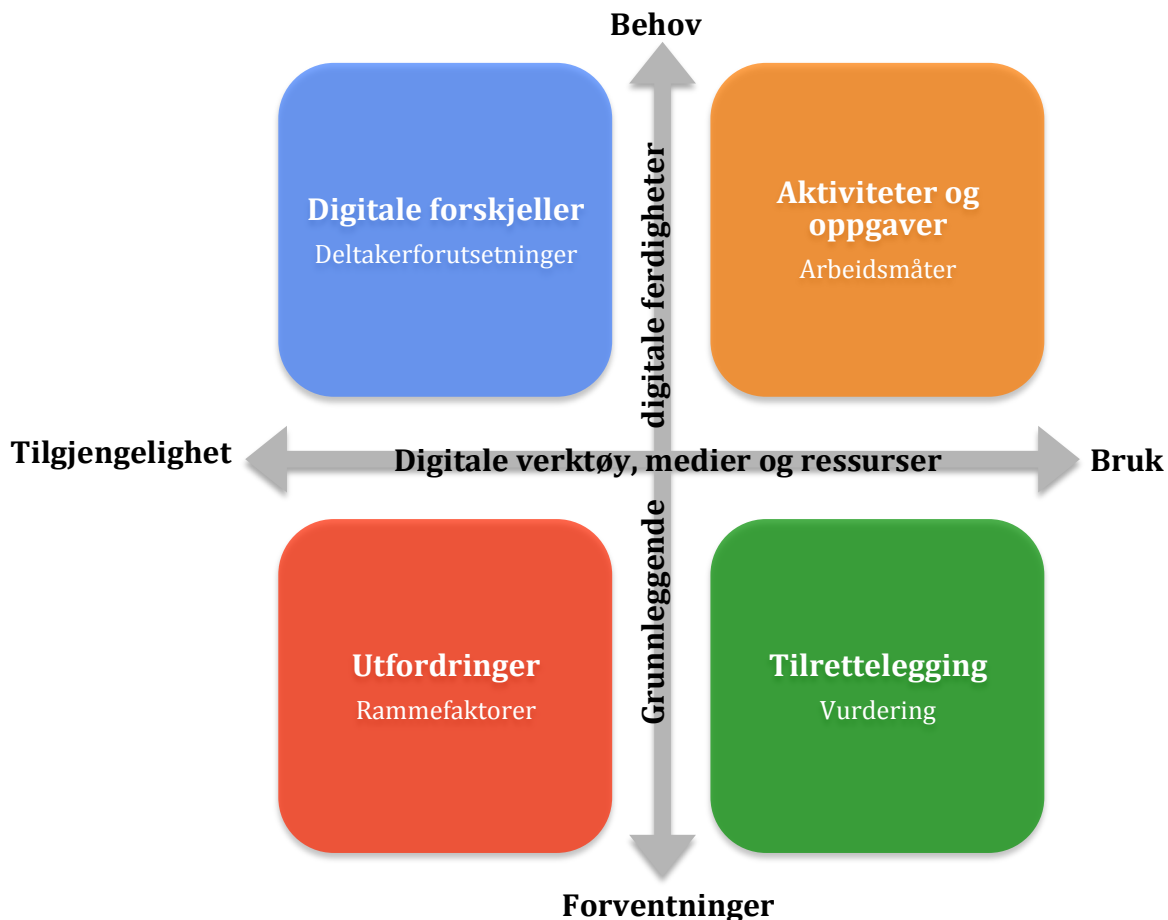 Behov
Digitale forskjeller
Deltakerforutsetninger
Aktiviteter og
oppgaver
Arbeidsmåter
Grunnleggende digitale ferdigheter
Tilgjengelighet
Digitale verktøy, medier og ressurser
Bruk
Utfordringer
Rammefaktorer
Tilrettelegging
Vurdering
Forventninger